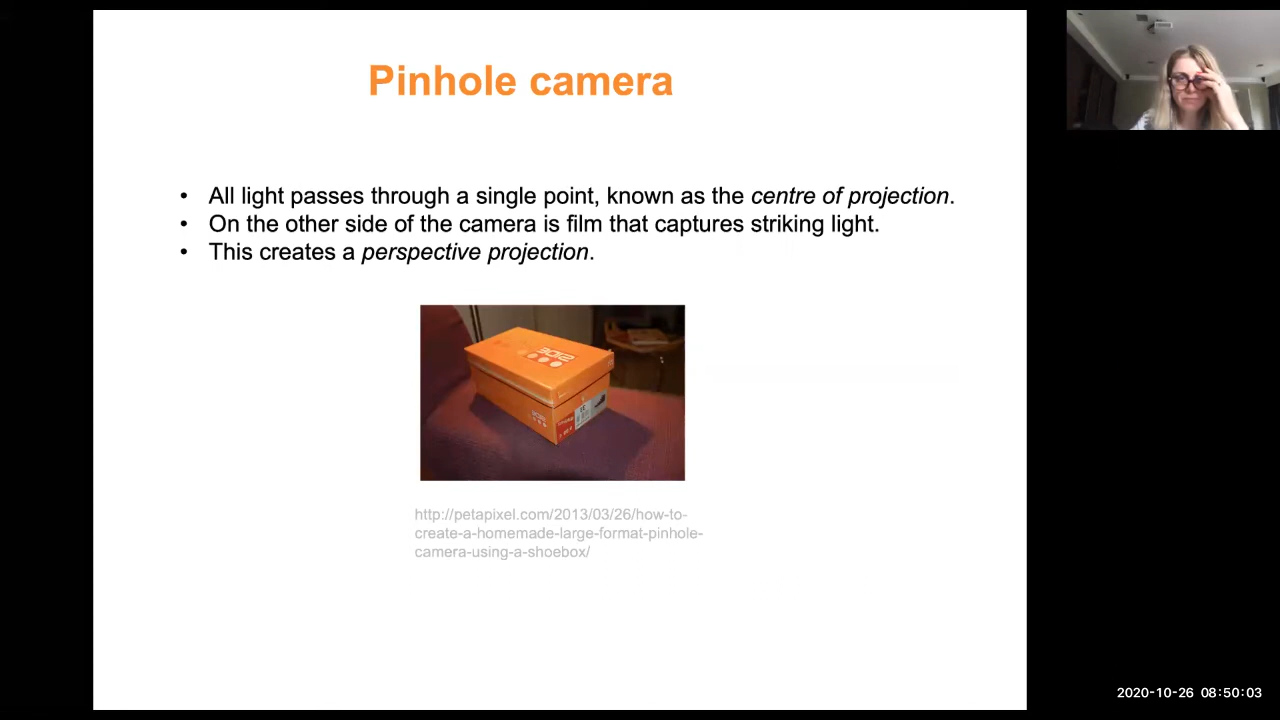 Pinhole camera
• All light passes through a single point, known as the centre of projection.
• On the other side of the camera is film that captures striking light.
• This creates a perspective projection.
http://petapixel.com/2013/03/26/how-to-
create-a-homemade-large-format-pinhole-
camera-using-a-shoebox/
2020-10-26 08:50:03